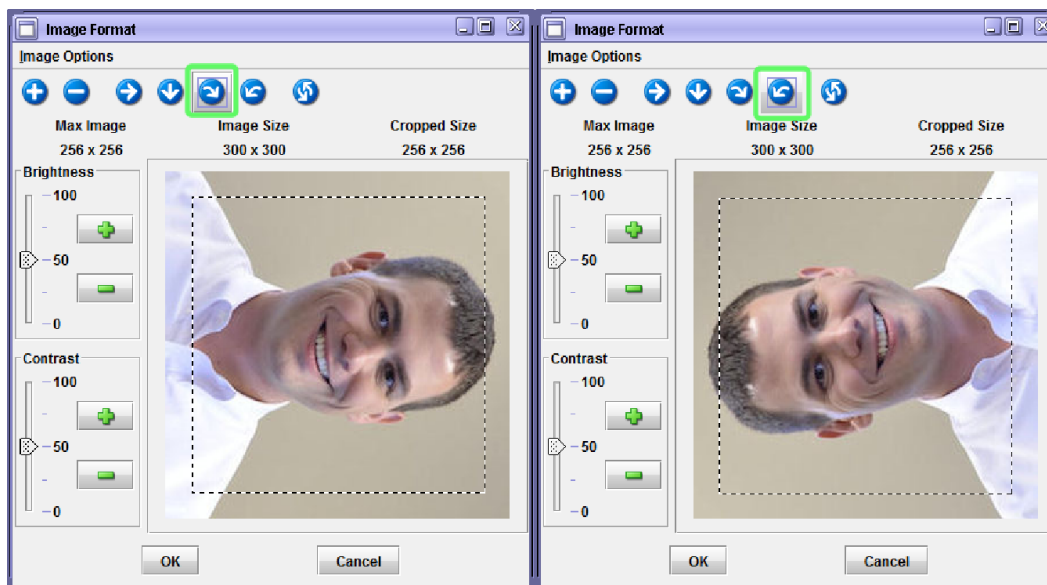 Image Format
Image Options
Max Image Image Size Cropped Size
256 x 256 300 x 300 256 x 256
Brightness
100
50
0
Contrast
100
50
0
OK Cancel
Image Format
Image Options
Max Image Image Size Cropped Size
256 x 256 300 x 300 256 x 256
Brightness
100
50
0
Contrast
100
50
0
OK Cancel